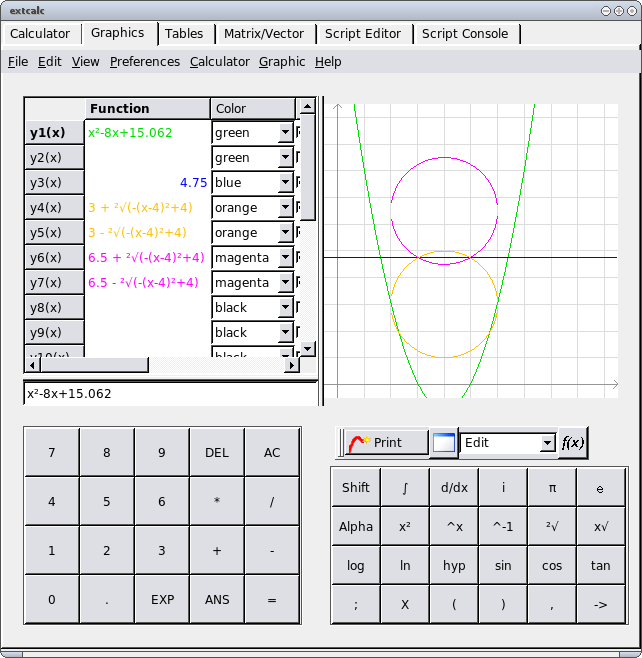 extcalc
Calculator Graphics Tables Matrix/Vector Script Editor Script Console
File Edit View Preferences Calculator Graphic Help
Function Color
y1(x) x²-8x+15.062 green
y2(x) green
y3(x) 4.75 blue
y4(x) 3 + ²√(-(x-4)²+4) orange
y5(x) 3 - ²√(-(x-4)²+4) orange
y6(x) 6.5 + ²√(-(x-4)²+4) magenta
y7(x) 6.5 - ²√(-(x-4)²+4) magenta
y8(x) black
y9(x) black
y10(x) black
x²-8x+15.062
7 8 9 DEL AC
4 5 6 * /
1 2 3 + -
0 . EXP ANS =
Print Edit f(x)
Shift ∫ d/dx i π e
Alpha x² ^x ^-1 ²√ x√
log ln hyp sin cos tan
; X ( ) , ->